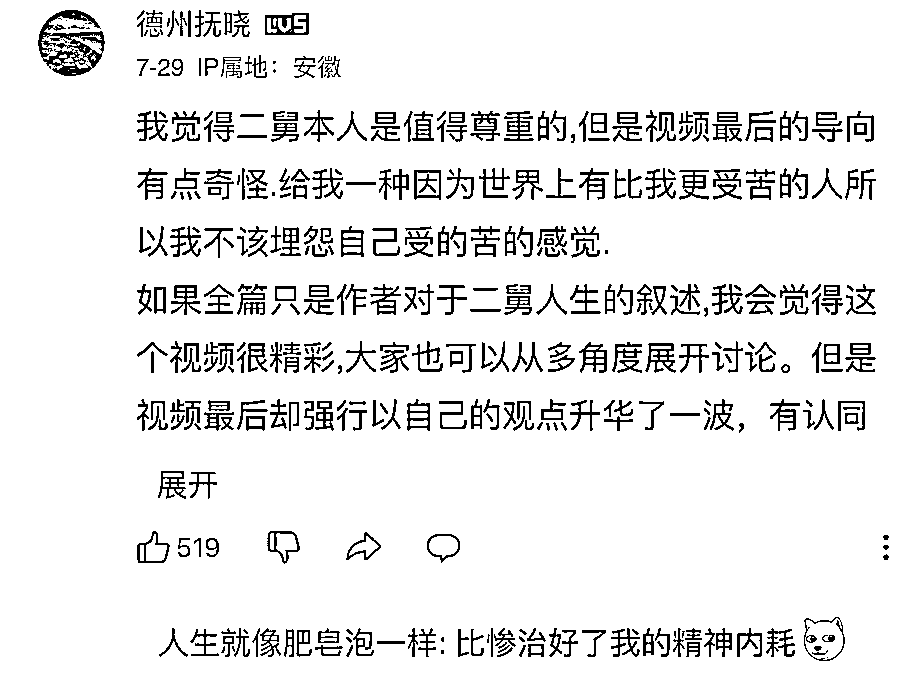 德州抚晓 LV5
7-29 IP属地：安徽
我觉得二舅本人是值得尊重的,但是视频最后的导向
有点奇怪.给我一种因为世界上有比我更受苦的人所
以我不该埋怨自己受的苦的感觉.
如果全篇只是作者对于二舅人生的叙述,我会觉得这
个视频很精彩,大家也可以从多角度展开讨论。但是
视频最后却强行以自己的观点升华了一波，有认同
展开
519
人生就像肥皂泡一样: 比惨治好了我的精神内耗